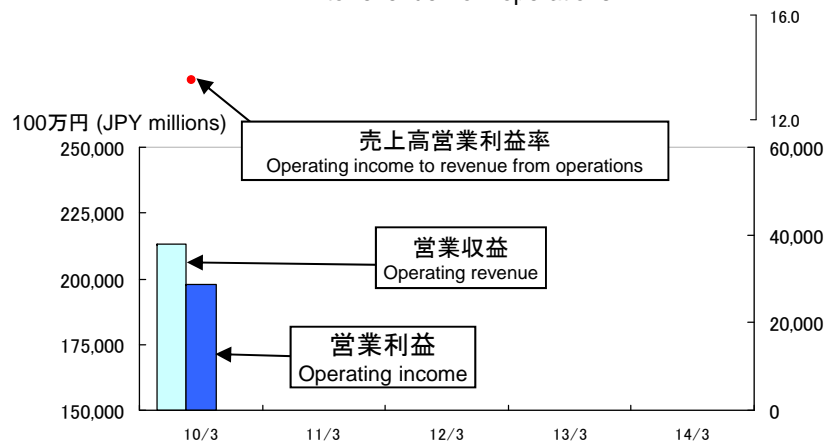 16.0
12.0
100万円 (JPY millions)
売上高営業利益率
Operating income to revenue from operations
250,000
60,000
225,000
営業収益
Operating revenue
40,000
200,000
20,000
175,000
営業利益
Operating income
150,000
0
10/3
11/3
12/3
13/3
14/3